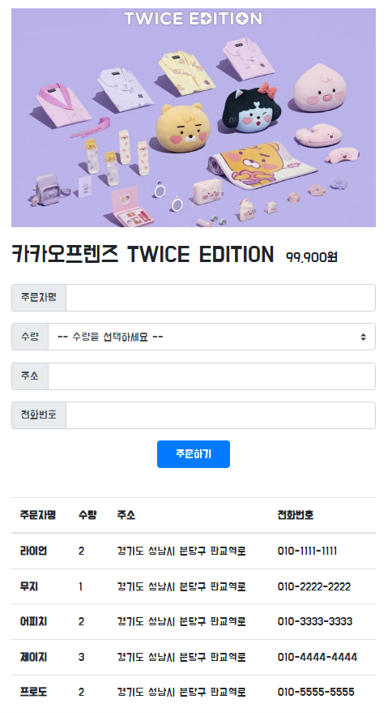 TWICE EDITION
카카오프렌즈 TWICE EDITION 99,900원
주문자명
수량 -- 수량을 선택하세요 --
주소
전화번호
주문하기
주문자명 수량 주소 전화번호
라이언 2 경기도 성남시 분당구 판교역로 010-1111-1111
무지 1 경기도 성남시 분당구 판교역로 010-2222-2222
어피치 2 경기도 성남시 분당구 판교역로 010-3333-3333
제이지 3 경기도 성남시 분당구 판교역로 010-4444-4444
프로도 2 경기도 성남시 분당구 판교역로 010-5555-5555